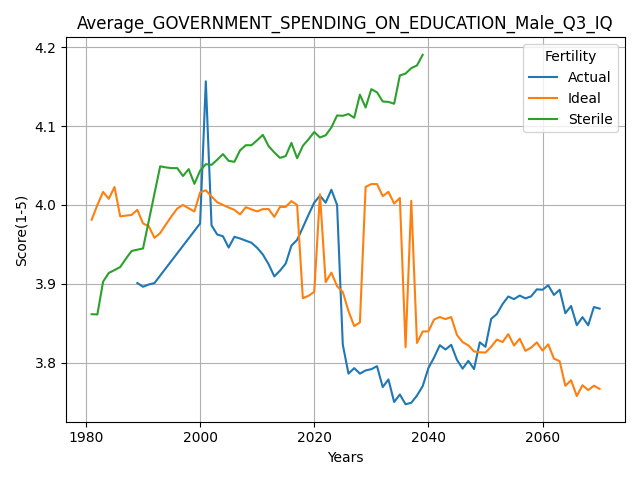 Average_GOVERNMENT_SPENDING_ON_EDUCATION_Male_Q3_IQ
Fertility
Actual
Ideal
Sterile
Score(1-5)
4.2
4.1
4.0
3.9
3.8
1980
2000
2020
2040
2060
Years